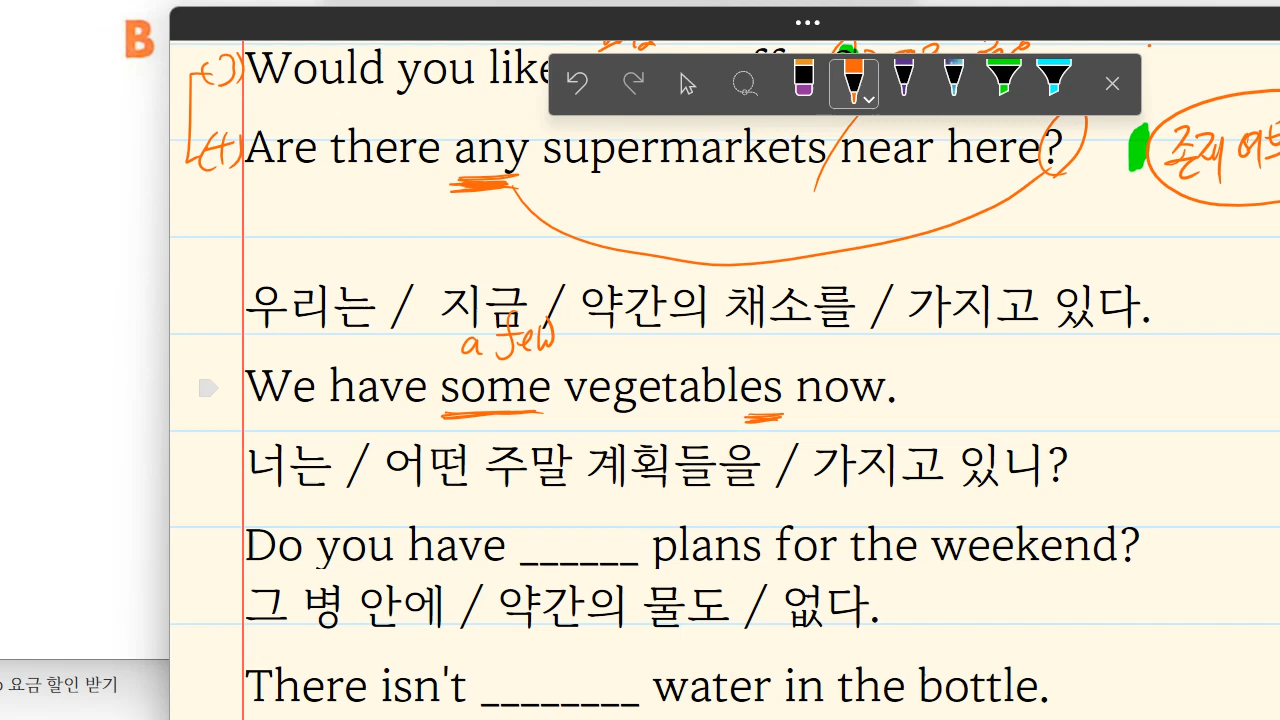 B
Would you like
(+) Are there any supermarkets near here?
존재
우리는 / 지금 / 약간의 채소를 / 가지고 있다.
a few
We have some vegetables now.
너는 / 어떤 주말 계획들을 / 가지고 있니?
Do you have ______ plans for the weekend?
그 병 안에 / 약간의 물도 / 없다.
There isn't ________ water in the bottle.
요금 할인 받기